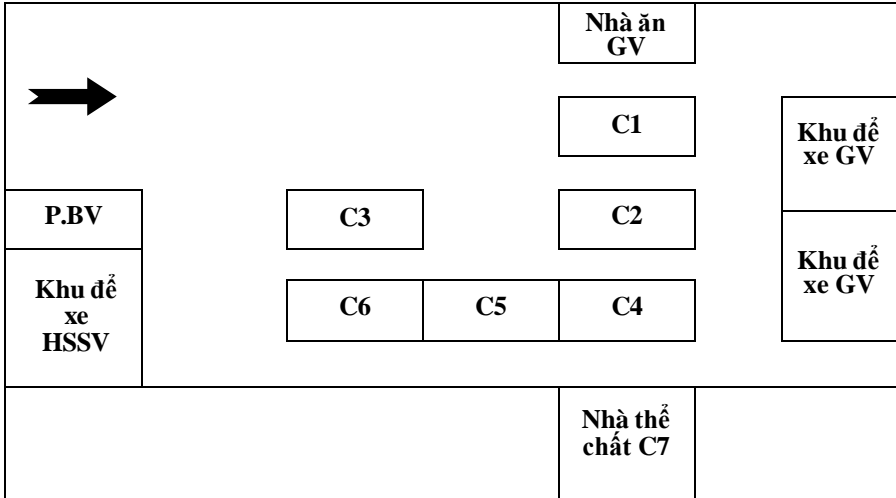 Nhà ăn
GV
C1
Khu để
xe GV
P.BV
C3
C2
Khu để
xe
HSSV
C6
C5
C4
Khu để
xe GV
Nhà thể
chất C7